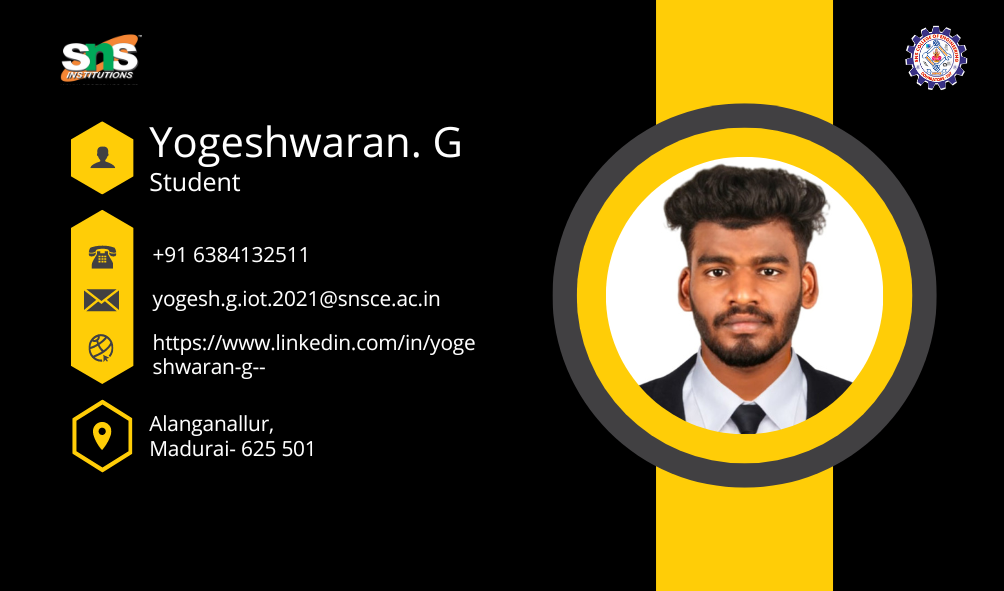 SNS
INSTITUTIONS
Yogeshwaran. G
Student
+91 6384132511
yogesh.g.iot.2021@snsce.ac.in
https://www.linkedin.com/in/yoge
shwaran-g--
Alanganallur,
Madurai- 625 501